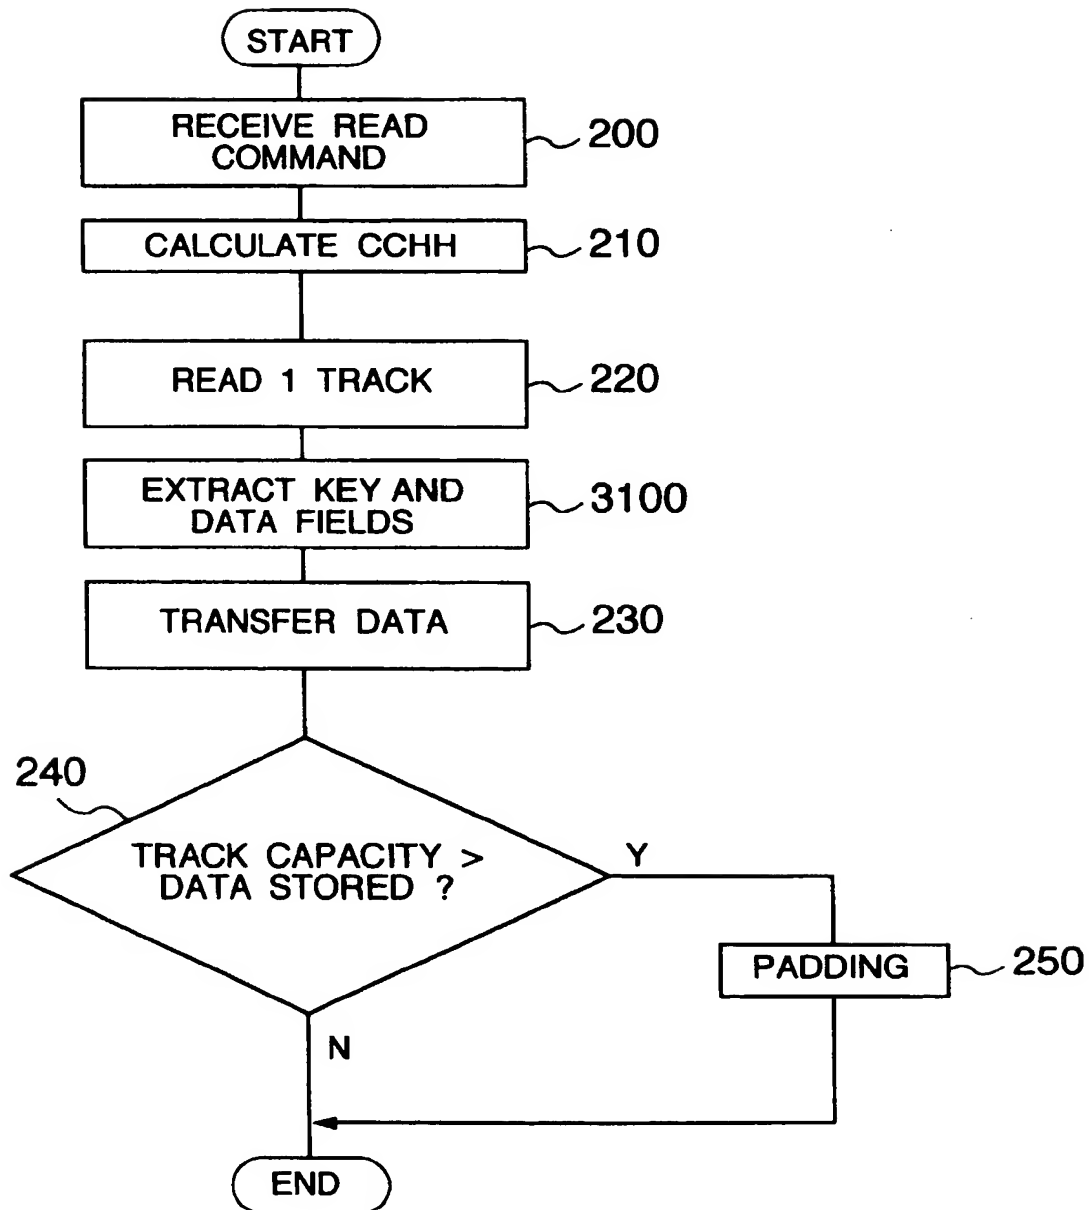 START
RECEIVE READ
COMMAND
200
CALCULATE CCHH
210
READ 1 TRACK
220
EXTRACT KEY AND
DATA FIELDS
3100
TRANSFER DATA
230
240
TRACK CAPACITY >
DATA STORED ?
Y
PADDING
250
N
END